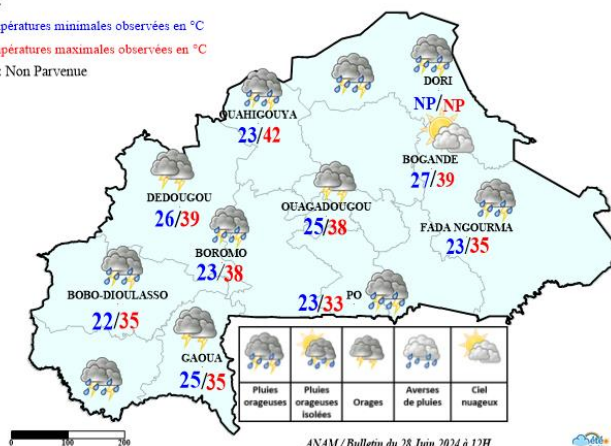 pératures minimales observées en °C
pératures maximales observées en °C
: Non Parvenue
DORI
NP/NP
OUAHIGOUYA
23/42
BOGANDE
27/39
DEDOUGOU
26/39
OUAGADOUGOU
25/38
FADA NGOURMA
23/35
BOROMO
23/38
BOBO-DIOULASSO
22/35
23/33 PO
GAOUA
25/35
Pluies orageuses
Pluies orageuses isolées
Orages
Averses de pluies
Ciel nuageux
100 200
ANAM / Bulletin du 28 Juin 2024 à 12H